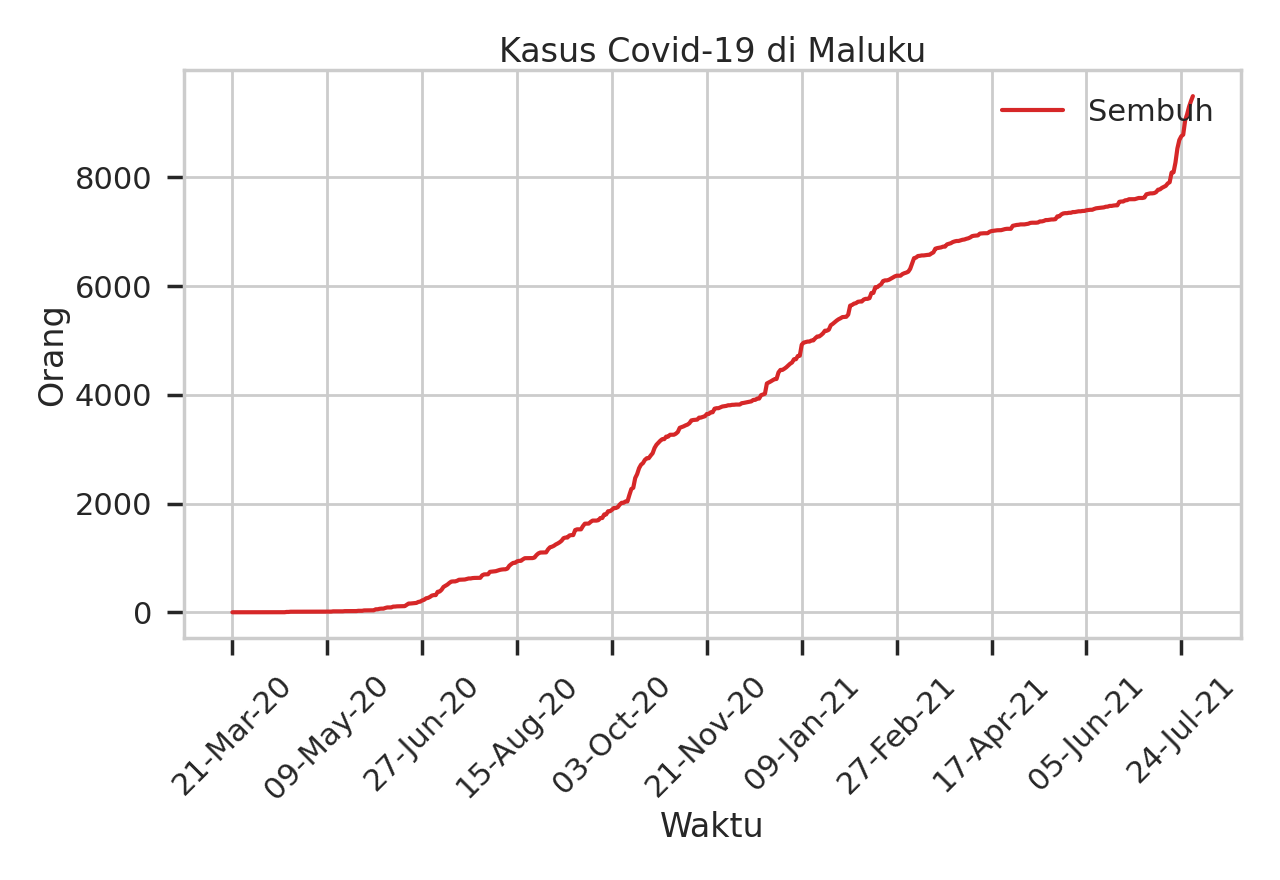 Kasus Covid-19 di Maluku
Sembuh
Orang
8000
6000
4000
2000
0
21-Mar-20
09-May-20
27-Jun-20
15-Aug-20
03-Oct-20
21-Nov-20
09-Jan-21
27-Feb-21
17-Apr-21
05-Jun-21
24-Jul-21
Waktu